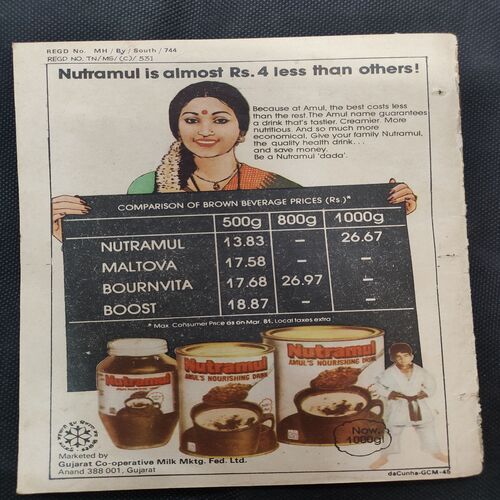 REGD No. MH / By / South / 744
REGD NO. TN/MS/(C)/531
Nutramul is almost Rs. 4 less than others!
Because at Amul, the best costs less
than the rest. The Amul name guarantees
a drink that's tastier. Creamier. More
nutritious. And so much more
economical. Give your family Nutramul,
the quality health drink...
and save money.
Be a Nutramul 'dada'.
COMPARISON OF BROWN BEVERAGE PRICES (Rs.)*
500g 800g 1000g
NUTRAMUL 13.83 – 26.67
MALTOVA 17.58 – –
BOURNVITA 17.68 26.97 –
BOOST 18.87 – –
* Max. Consumer Price as on Mar. 81. Local taxes extra
Nutramul
Nutramul
AMUL'S NOURISHING DRINK
Nutramul
AMUL'S NOURISHING DRINK
Now,
1000g!
Marketed by
Gujarat Co-operative Milk Mktg. Fed. Ltd.
Anand 388 001, Gujarat
daCunha-GCM-45